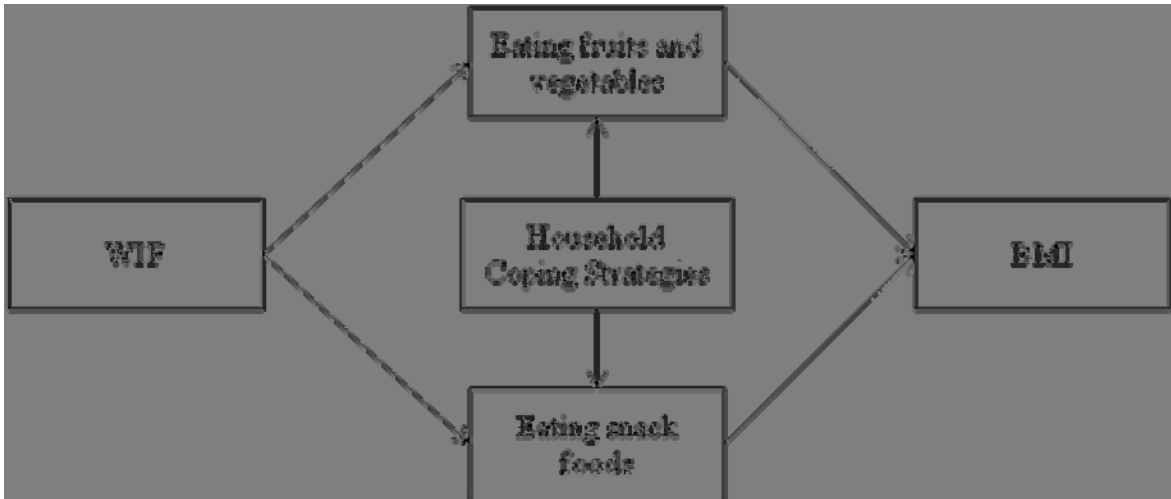 Eating fruits and
vegetables
WIF
Household
Coping Strategies
BMI
Eating snack
foods